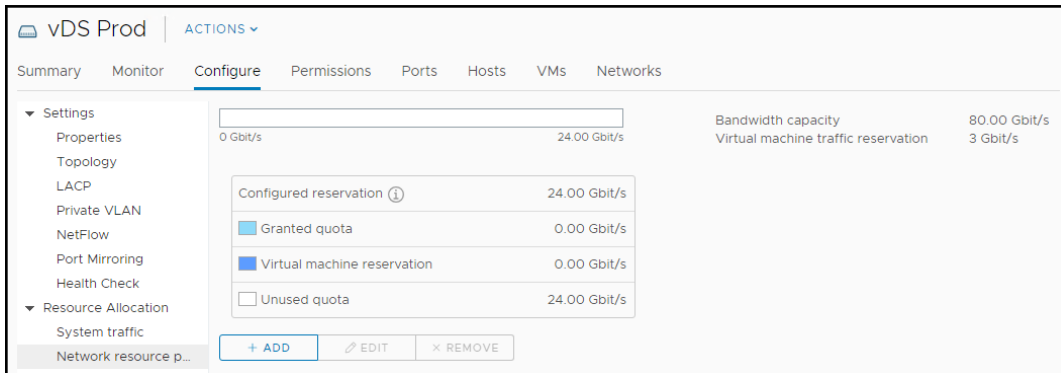 vDS Prod ACTIONS
Summary Monitor Configure Permissions Ports Hosts VMs Networks
Settings
Properties
Topology
LACP
Private VLAN
NetFlow
Port Mirroring
Health Check
Resource Allocation
System traffic
Network resource p...
0 Gbit/s 24.00 Gbit/s
Configured reservation 24.00 Gbit/s
Granted quota 0.00 Gbit/s
Virtual machine reservation 0.00 Gbit/s
Unused quota 24.00 Gbit/s
+ ADD EDIT × REMOVE
Bandwidth capacity 80.00 Gbit/s
Virtual machine traffic reservation 3 Gbit/s